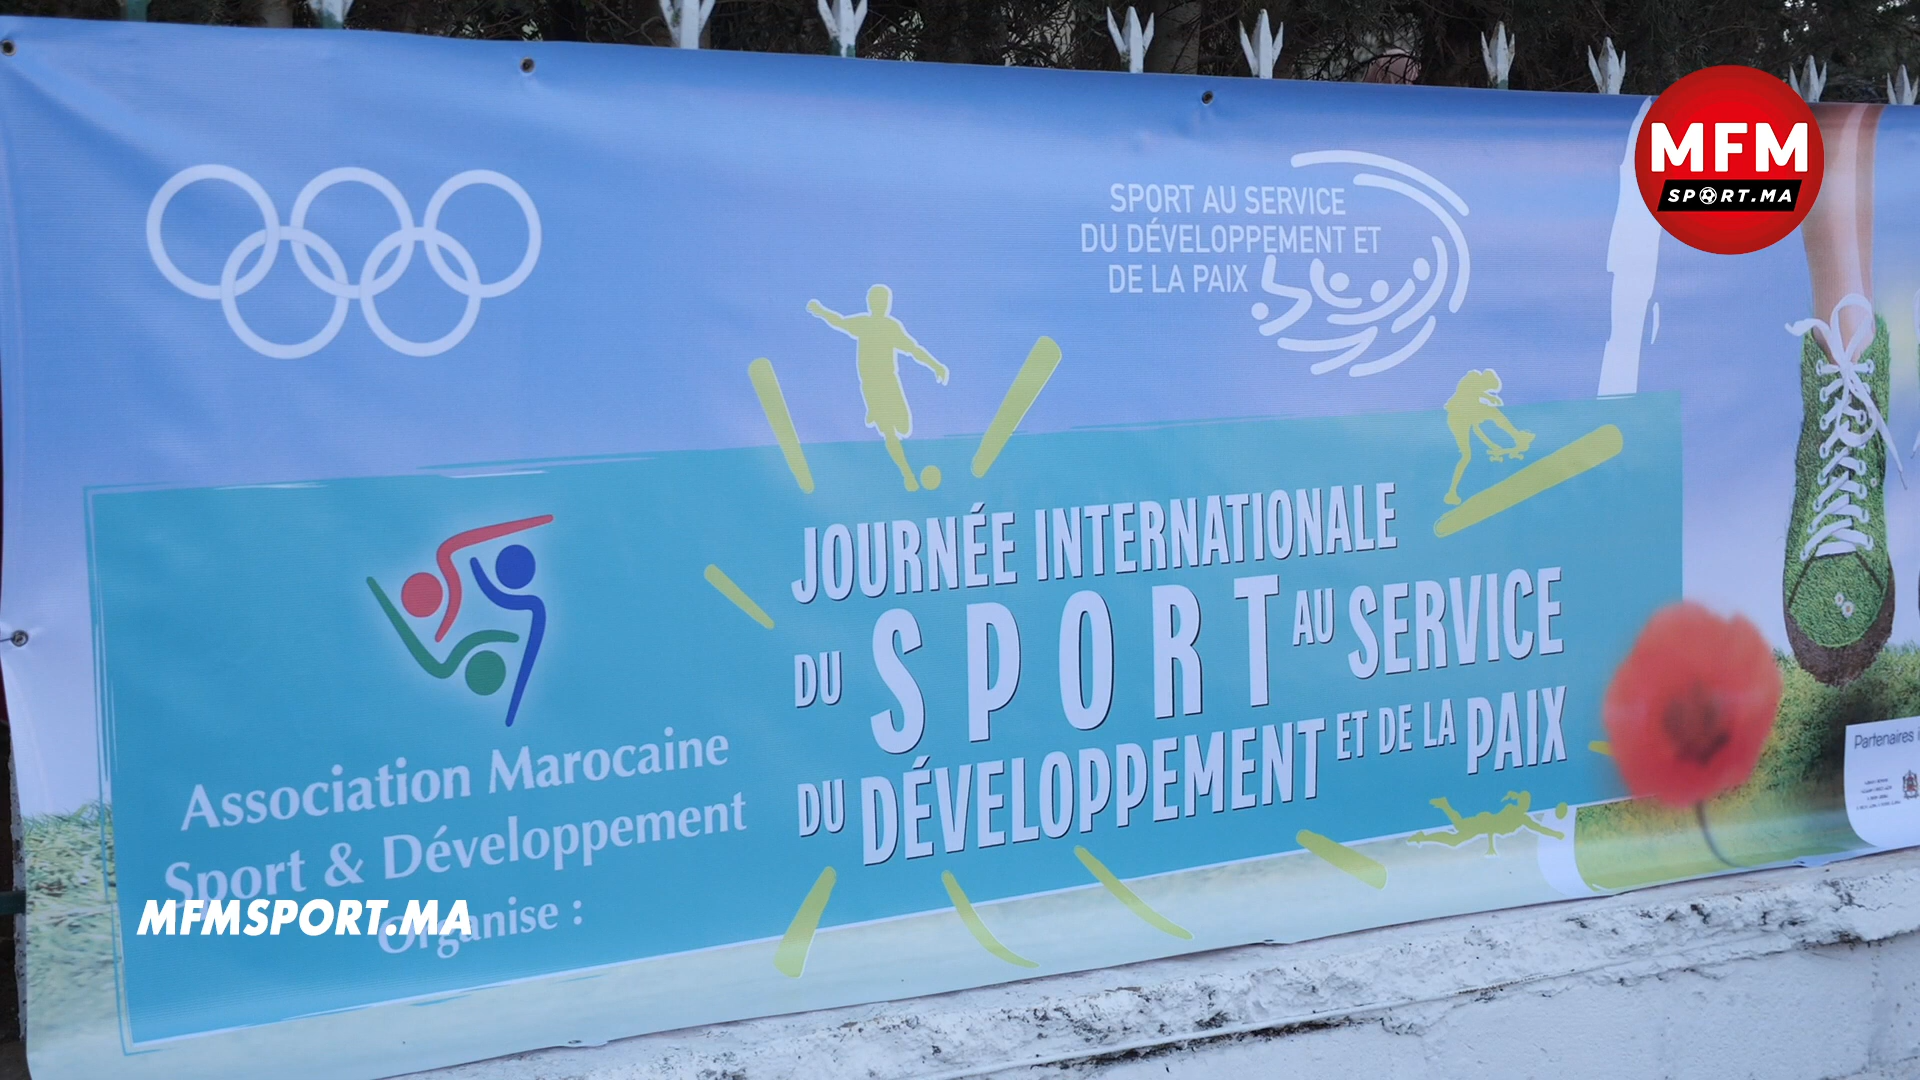 MFM
SPORT.MA
SPORT AU SERVICE
DU DÉVELOPPEMENT ET
DE LA PAIX
JOURNÉE INTERNATIONALE
DU SPORT AU SERVICE
DU DÉVELOPPEMENT ET DE LA PAIX
Association Marocaine
Sport & Développement
Organise :
MFMSPORT.MA
Partenaires